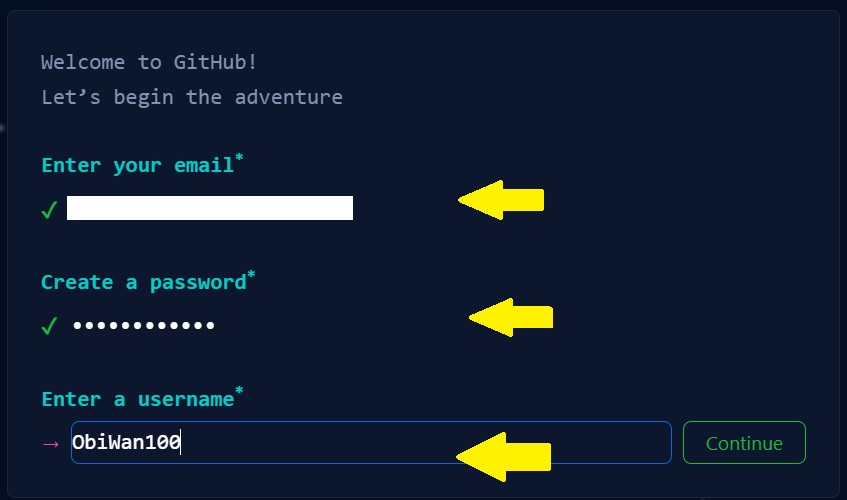 Welcome to GitHub!
Let’s begin the adventure
Enter your email*
✓
Create a password*
✓ ••••••••••••
Enter a username*
→ ObiWan100 Continue